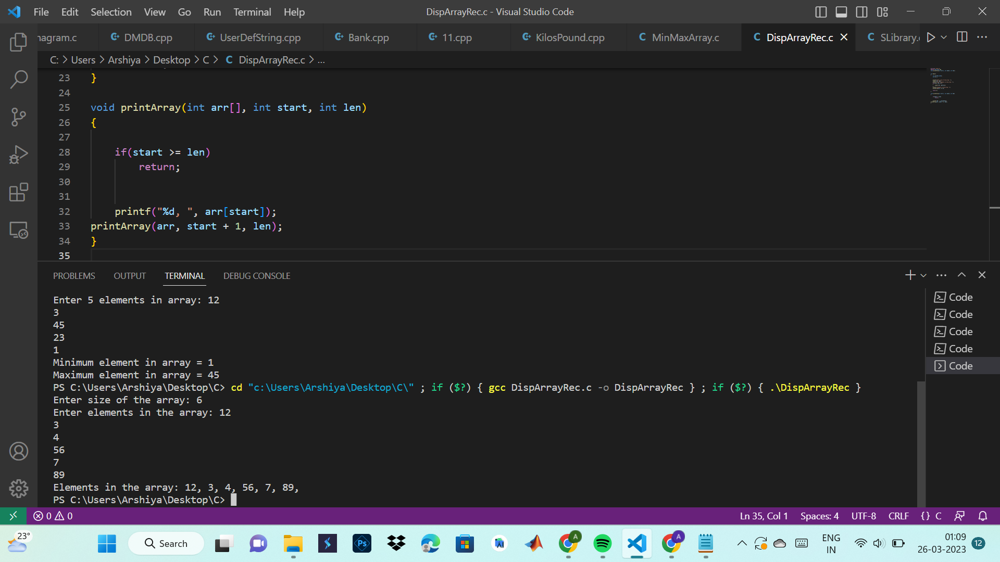 File Edit Selection View Go Run Terminal Help DispArrayRec.c - Visual Studio Code
nagram.c DMDB.cpp UserDefString.cpp Bank.cpp 11.cpp KilosPound.cpp C MinMaxArray.c C DispArrayRec.c C SLibrary.c
C: > Users > Arshiya > Desktop > C > C DispArrayRec.c > ...
23 }
24
25 void printArray(int arr[], int start, int len)
26 {
27
28 if(start >= len)
29 return;
30
31
32 printf("%d, ", arr[start]);
33 printArray(arr, start + 1, len);
34 }
35
PROBLEMS OUTPUT TERMINAL DEBUG CONSOLE
Enter 5 elements in array: 12
3
45
23
1
Minimum element in array = 1
Maximum element in array = 45
PS C:\Users\Arshiya\Desktop\C> cd "c:\Users\Arshiya\Desktop\C\" ; if ($?) { gcc DispArrayRec.c -o DispArrayRec } ; if ($?) { .\DispArrayRec }
Enter size of the array: 6
Enter elements in the array: 12
3
4
56
7
89
Elements in the array: 12, 3, 4, 56, 7, 89,
PS C:\Users\Arshiya\Desktop\C>
Code
Code
Code
Code
Code
0 0 Ln 35, Col 1 Spaces: 4 UTF-8 CRLF {} C
23° Search Ps A A ENG
IN
01:09
26-03-2023 12